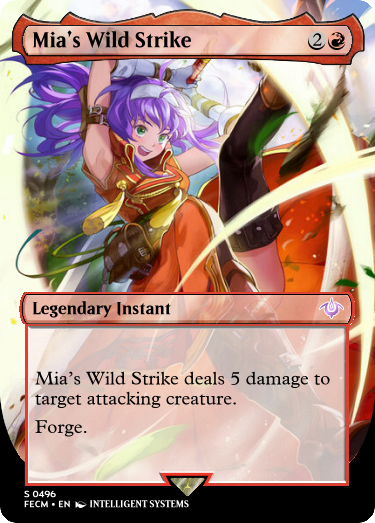 Mia's Wild Strike 2
Legendary Instant
Mia's Wild Strike deals 5 damage to
target attacking creature.
Forge.
S 0496
FECM • EN INTELLIGENT SYSTEMS